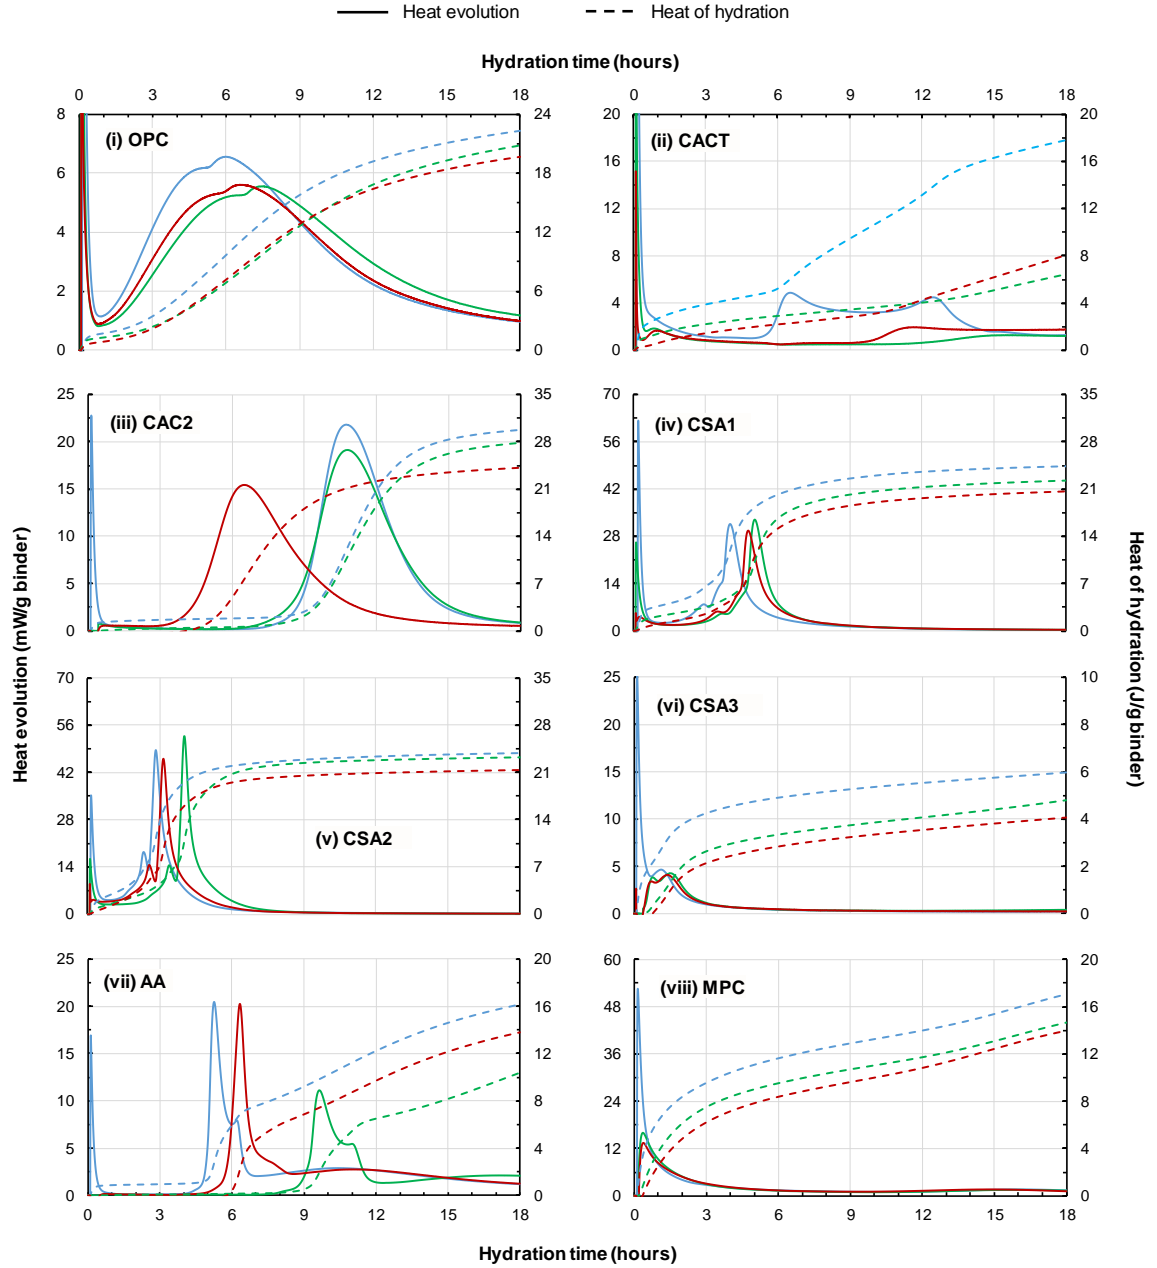 Heat evolution Heat of hydration
Hydration time (hours)
0 3 6 9 12 15 18 0 3 6 9 12 15 18
8 24 20 20
(i) OPC (ii) CACT
6 18 16 16
12 12
4 12
8 8
2 6
4 4
0 0 0 0
25 35 70 35
(iii) CAC2 (iv) CSA1
20 28 56 28
15 21 42 21
10 14 28 14
5 7 14 7
0 0 0 0
Heat evolution (mW/g binder)
Heat of hydration (J/g binder)
70 35 25 10
(vi) CSA3
56 28 20 8
42 21 15 6
28 14 10 4
(v) CSA2
14 7 5 2
0 0 0 0
25 20 60 20
(vii) AA (viii) MPC
20 16 48 16
15 12 36 12
10 8 24 8
5 4 12 4
0 0 0 0
0 3 6 9 12 15 18 0 3 6 9 12 15 18
Hydration time (hours)